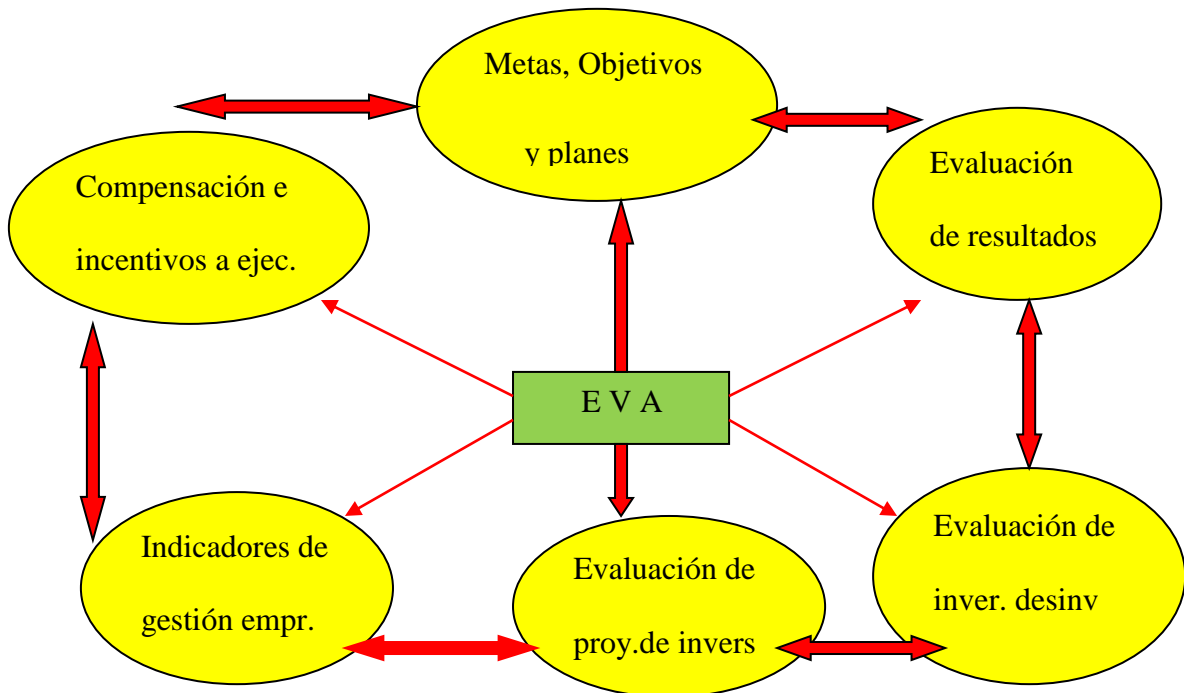 Metas, Objetivos
y planes
Compensación e
incentivos a ejec.
Evaluación
de resultados
E V A
Indicadores de
gestión empr.
Evaluación de
proy.de invers
Evaluación de
inver. desinv